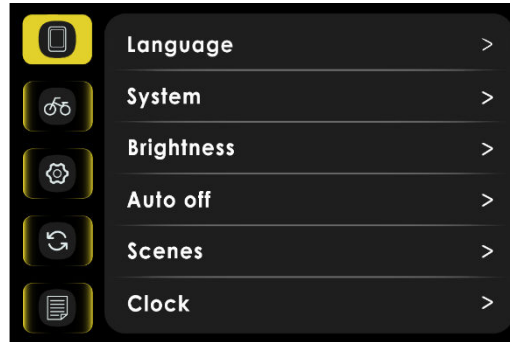 Language >
System >
Brightness >
Auto off >
Scenes >
Clock >